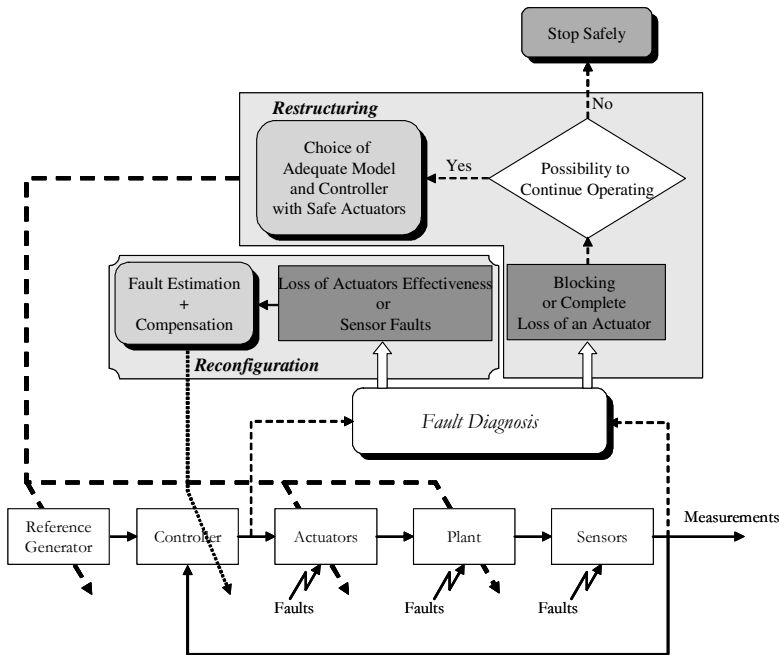 Stop Safely
Restructuring
No
Choice of
Adequate Model
and Controller
with Safe Actuators
Yes
Possibility to
Continue Operating
Fault Estimation
+
Compensation
Loss of Actuators Effectiveness
or
Sensor Faults
Blocking
or Complete
Loss of an Actuator
Reconfiguration
Fault Diagnosis
Reference
Generator
Controller
Actuators
Plant
Sensors
Measurements
Faults
Faults
Faults